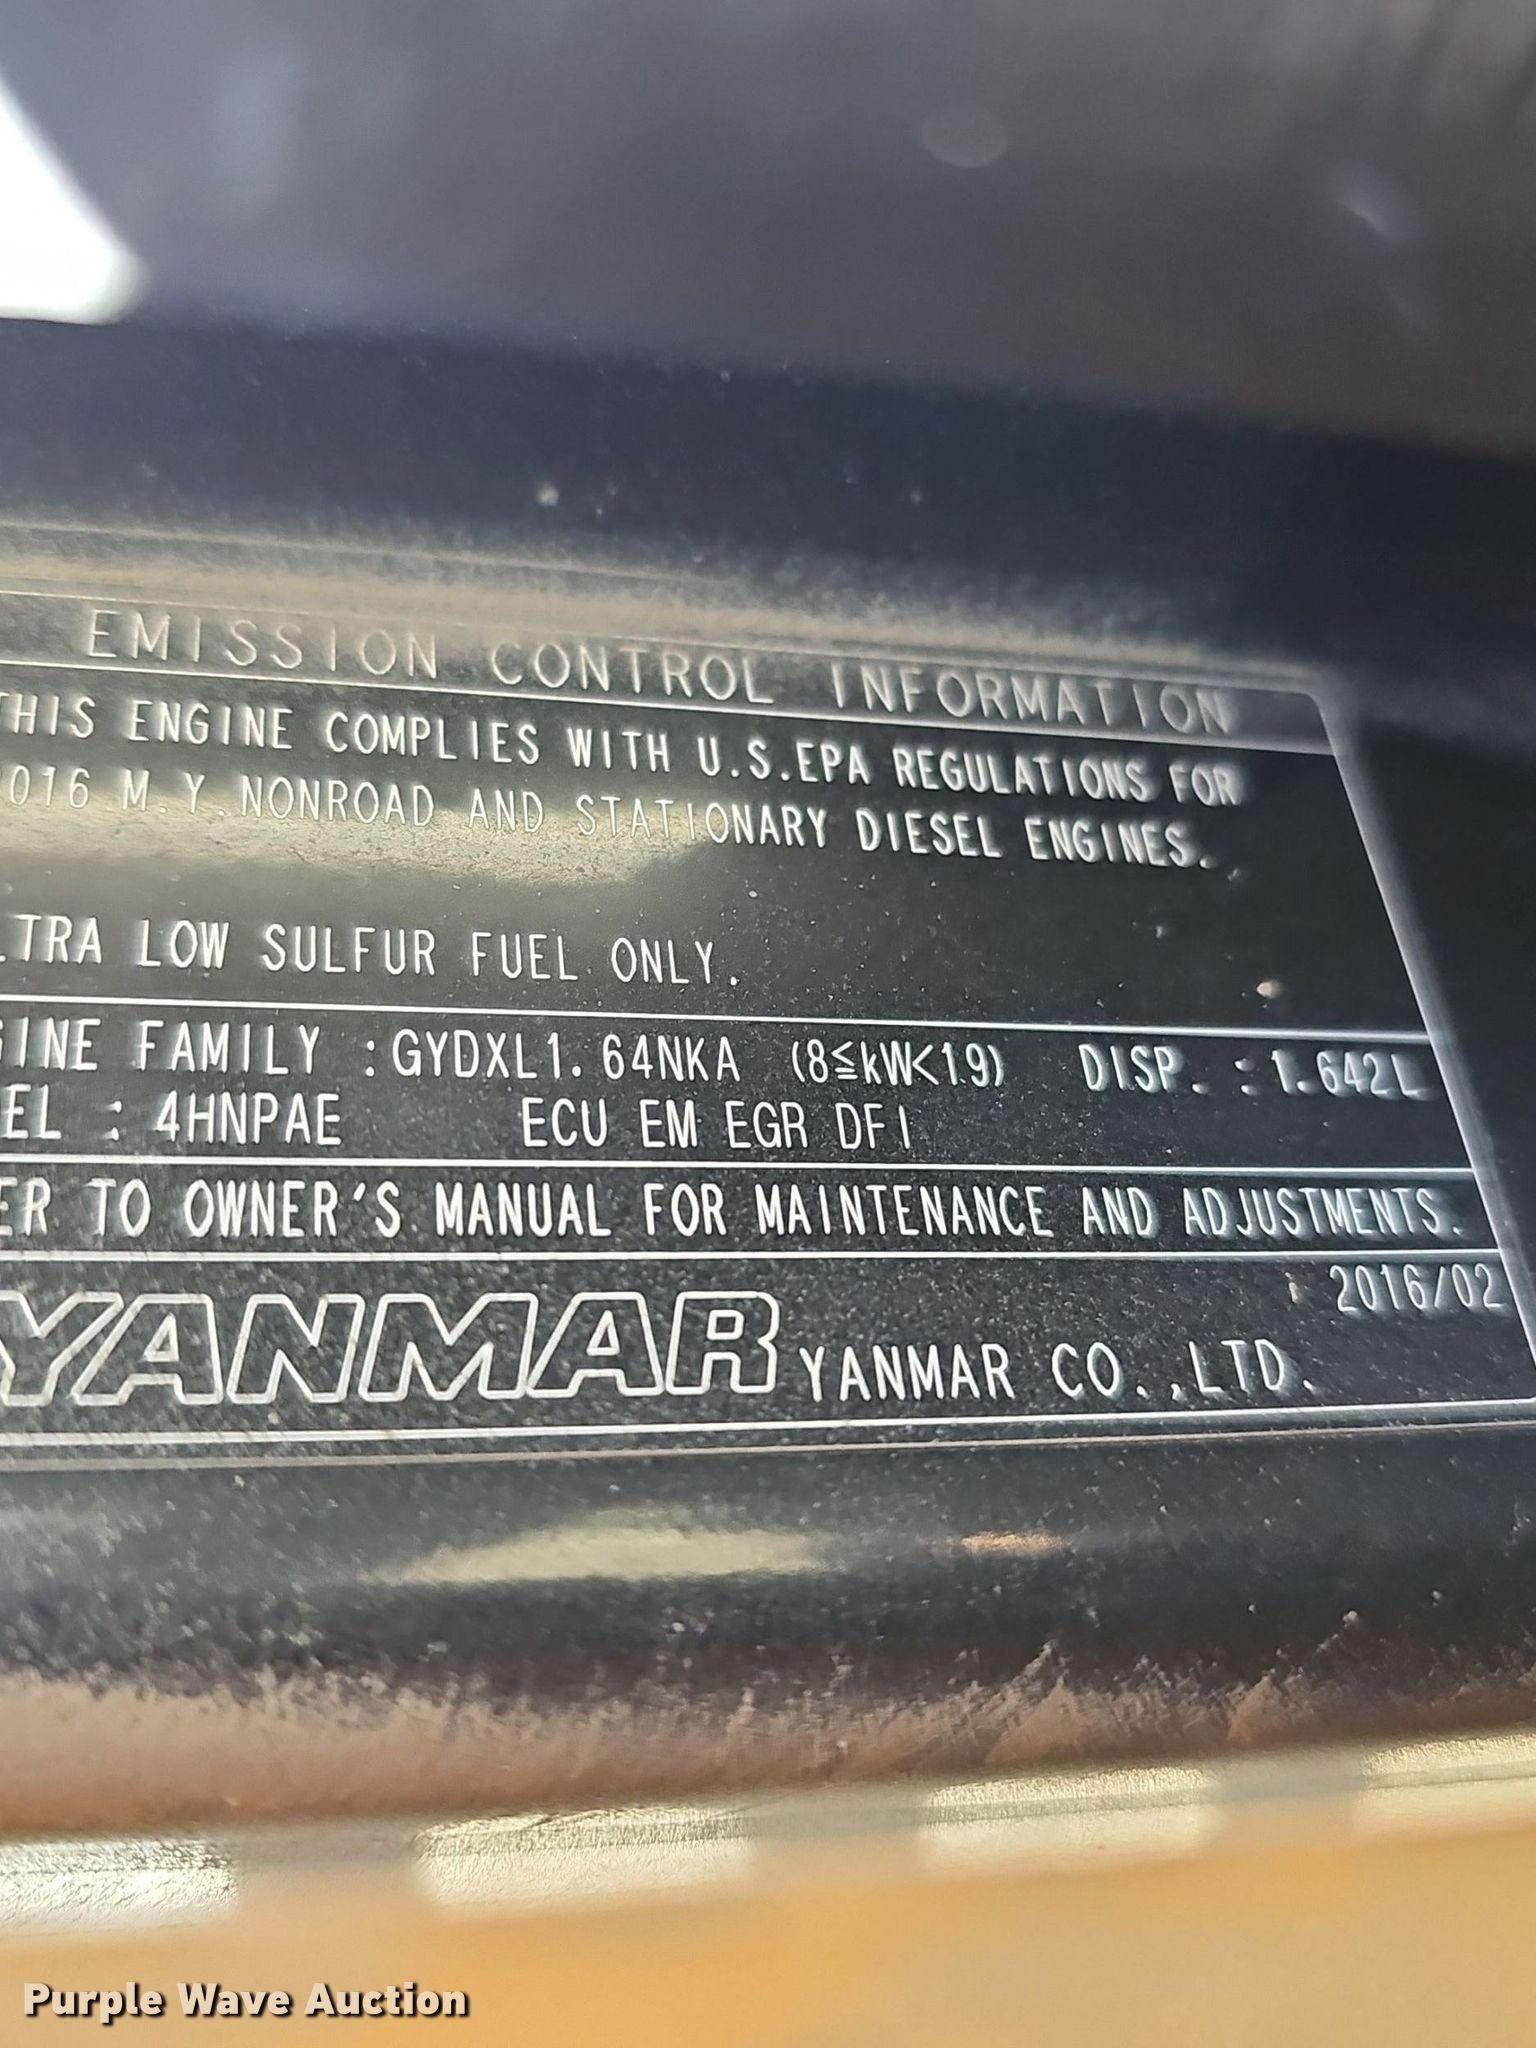 EMISSION CONTROL INFORMATION
THIS ENGINE COMPLIES WITH U.S.EPA REGULATIONS FOR
016 M.Y.NONROAD AND STATIONARY DIESEL ENGINES.
LTRA LOW SULFUR FUEL ONLY.
GINE FAMILY :GYDXL1.64NKA (8≦kW<19) DISP. :1.642L
EL : 4HNPAE ECU EM EGR DFI
ER TO OWNER'S MANUAL FOR MAINTENANCE AND ADJUSTMENTS.
2016/02
YANMAR YANMAR CO.,LTD.
Purple Wave Auction